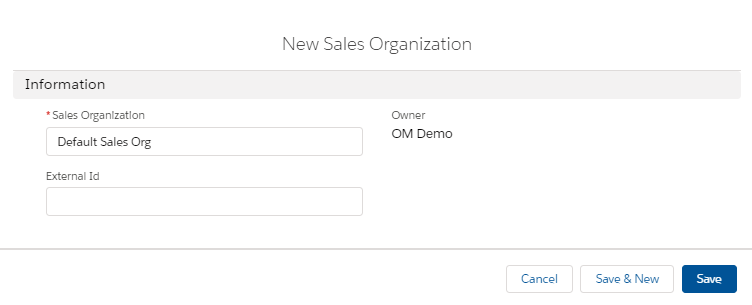 New Sales Organization
Information
* Sales Organization
Default Sales Org
Owner
OM Demo
External Id
Cancel
Save & New
Save